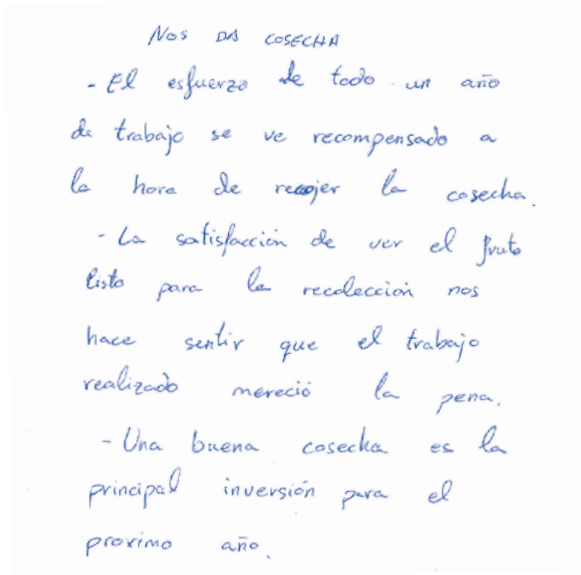 NOS DA COSECHA
- El esfuerzo de todo un año
de trabajo se ve recompensado a
la hora de recojer la cosecha.
- La satisfacción de ver el fruto
listo para la recolección nos
hace sentir que el trabajo
realizado mereció la pena.
- Una buena cosecha es la
principal inversión para el
proximo año.